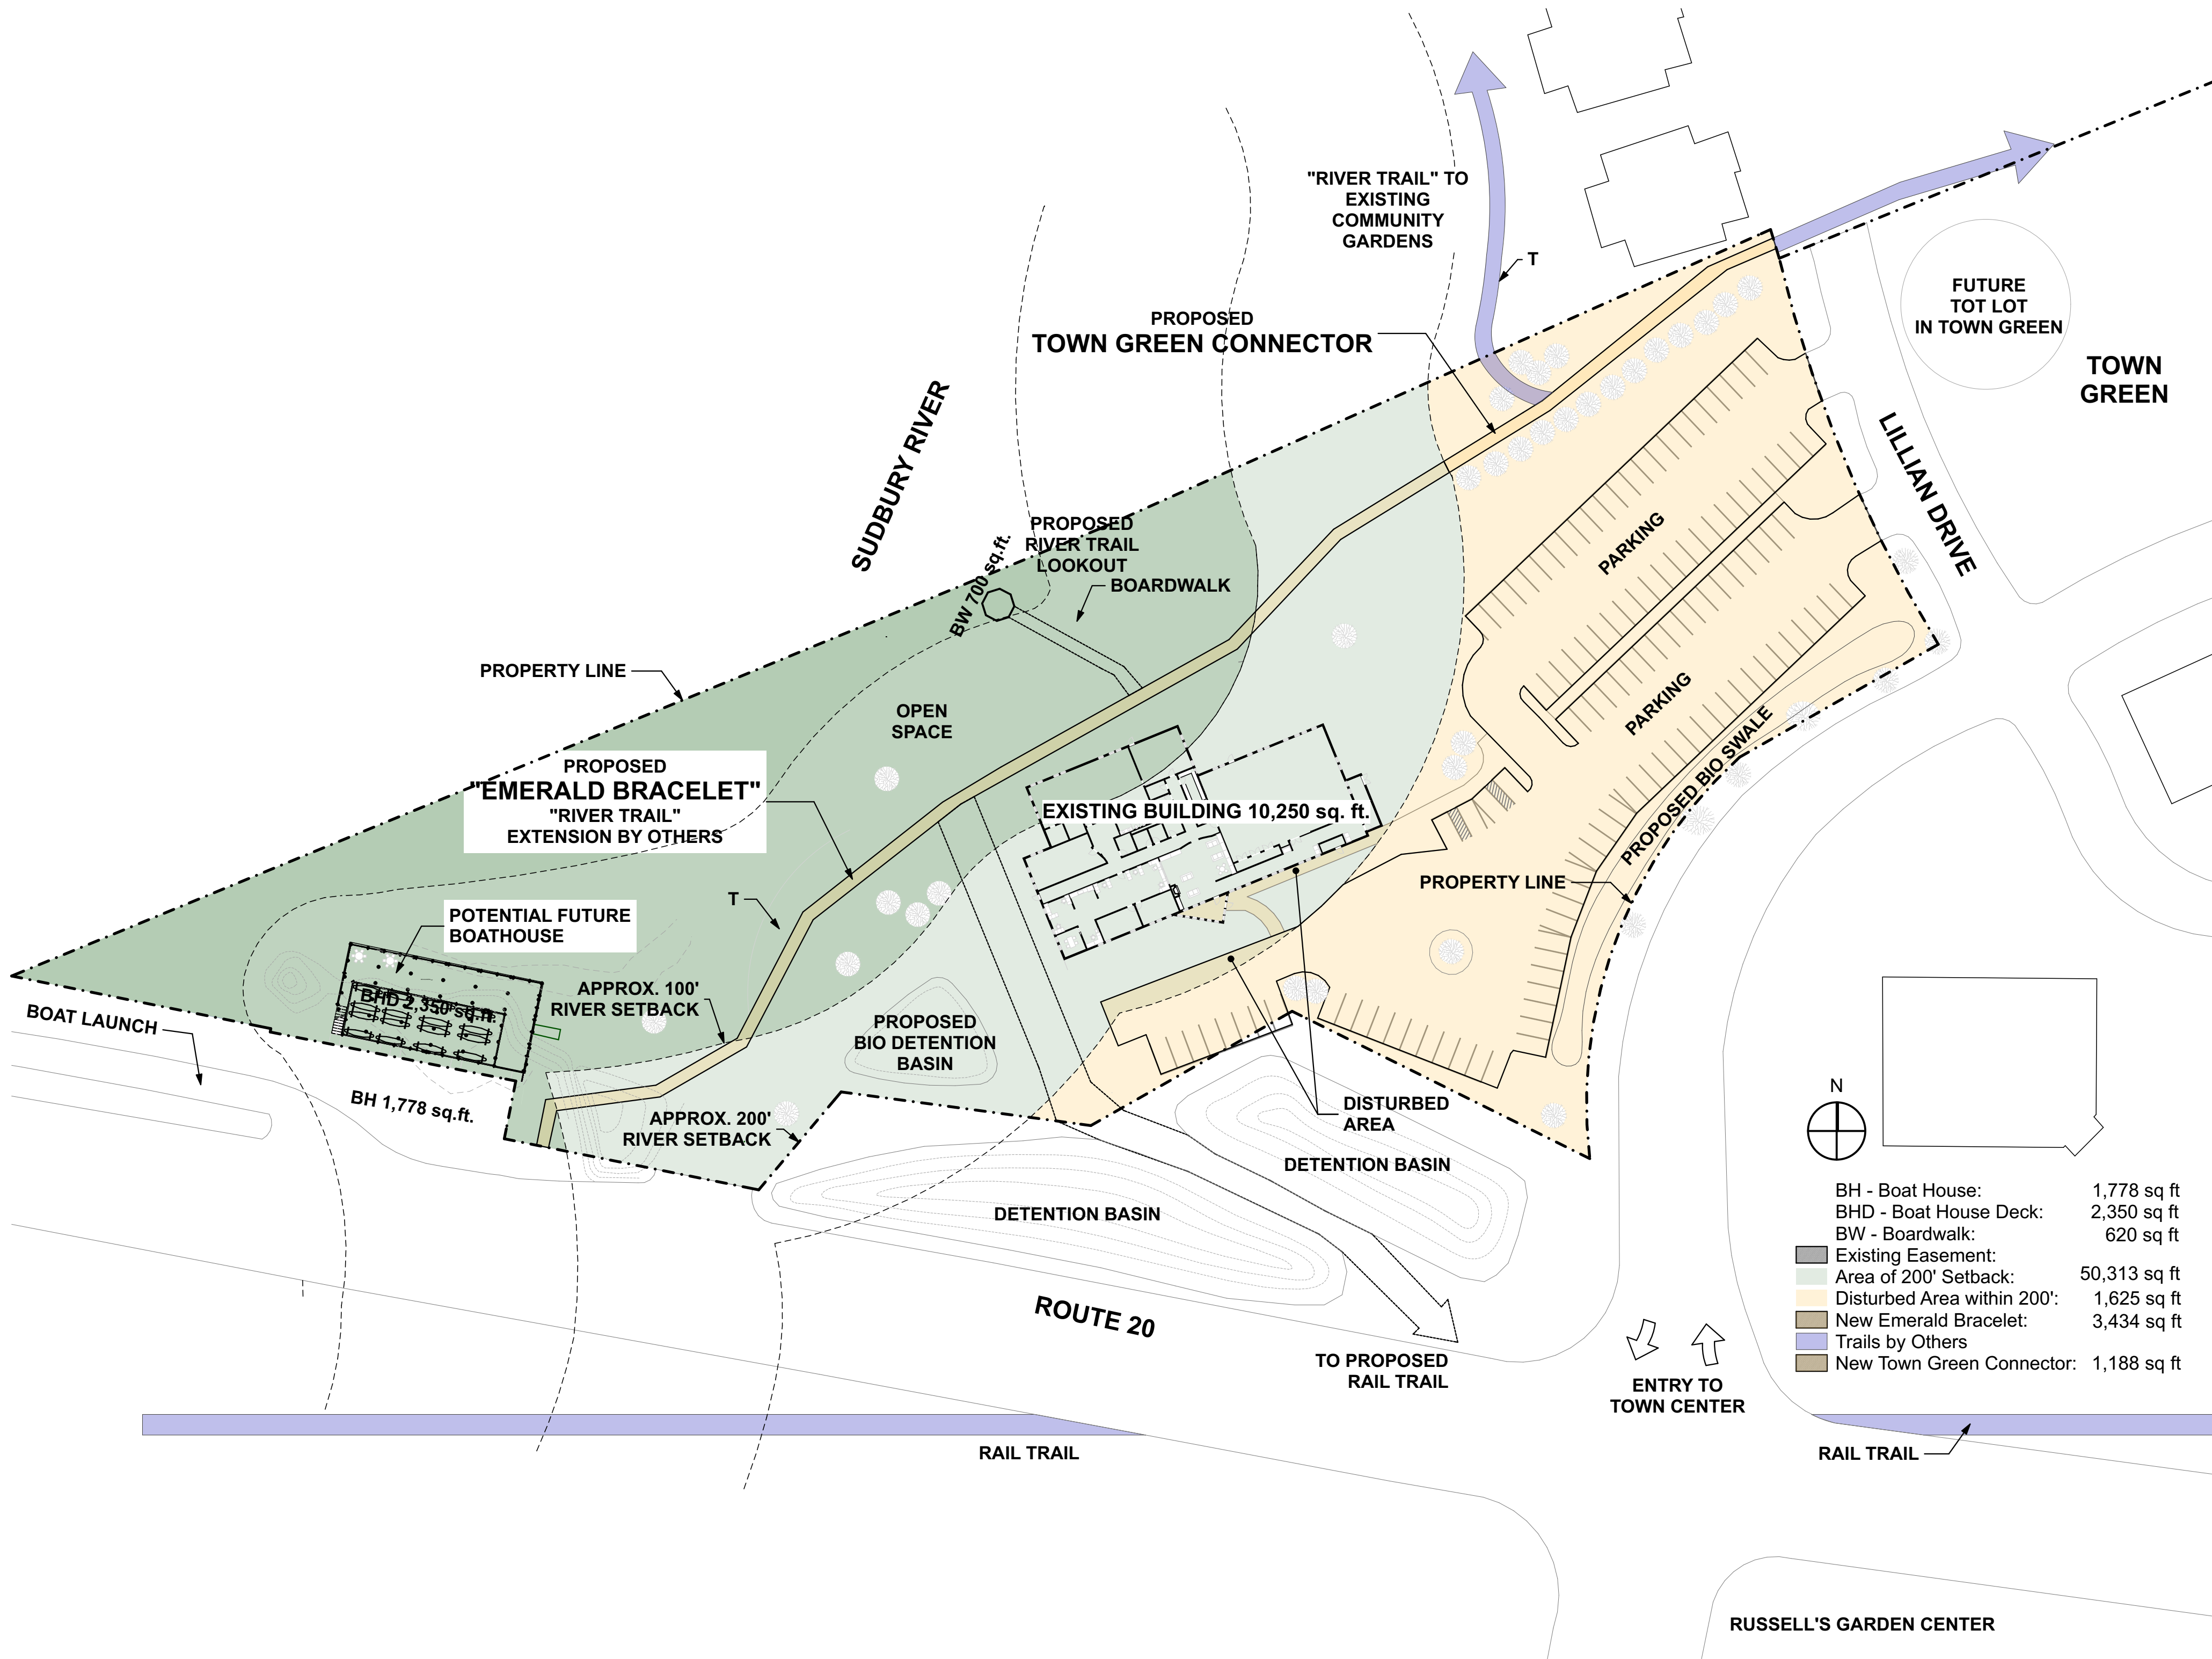 "RIVER TRAIL" TO
EXISTING
COMMUNITY
GARDENS
T
FUTURE
TOT LOT
IN TOWN GREEN
TOWN
GREEN
PROPOSED
TOWN GREEN CONNECTOR
LILLIAN DRIVE
SUDBURY RIVER
PROPOSED
RIVER TRAIL
LOOKOUT
BW 700 sq.ft.
BOARDWALK
PARKING
PROPERTY LINE
OPEN
SPACE
PARKING
PROPOSED BIO SWALE
PROPOSED
"EMERALD BRACELET"
"RIVER TRAIL"
EXTENSION BY OTHERS
EXISTING BUILDING 10,250 sq. ft.
PROPERTY LINE
T
POTENTIAL FUTURE
BOATHOUSE
BHD 2,350 sq.ft.
APPROX. 100'
RIVER SETBACK
BOAT LAUNCH
PROPOSED
BIO DETENTION
BASIN
BH 1,778 sq.ft.
APPROX. 200'
RIVER SETBACK
DISTURBED
AREA
DETENTION BASIN
DETENTION BASIN
N
BH - Boat House: 1,778 sq ft
BHD - Boat House Deck: 2,350 sq ft
BW - Boardwalk: 620 sq ft
Existing Easement:
Area of 200' Setback: 50,313 sq ft
Disturbed Area within 200': 1,625 sq ft
New Emerald Bracelet: 3,434 sq ft
Trails by Others
New Town Green Connector: 1,188 sq ft
ROUTE 20
TO PROPOSED
RAIL TRAIL
ENTRY TO
TOWN CENTER
RAIL TRAIL
RAIL TRAIL
RUSSELL'S GARDEN CENTER